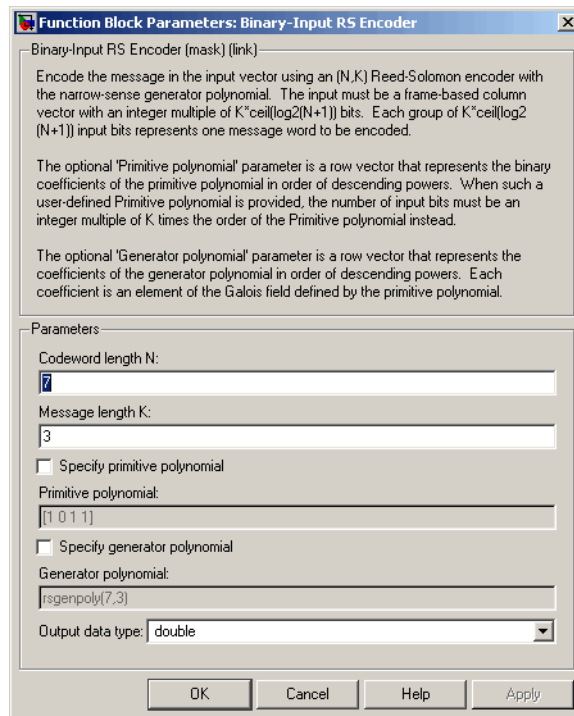 Function Block Parameters: Binary-Input RS Encoder
Binary-Input RS Encoder (mask) (link)
Encode the message in the input vector using an (N,K) Reed-Solomon encoder with
the narrow-sense generator polynomial. The input must be a frame-based column
vector with an integer multiple of K*ceil(log2(N+1)) bits. Each group of K*ceil(log2
(N+1)) input bits represents one message word to be encoded.
The optional 'Primitive polynomial' parameter is a row vector that represents the binary
coefficients of the primitive polynomial in order of descending powers. When such a
user-defined Primitive polynomial is provided, the number of input bits must be an
integer multiple of K times the order of the Primitive polynomial instead.
The optional 'Generator polynomial' parameter is a row vector that represents the
coefficients of the generator polynomial in order of descending powers. Each
coefficient is an element of the Galois field defined by the primitive polynomial.
Parameters
Codeword length N:
7
Message length K:
3
Specify primitive polynomial
Primitive polynomial:
[1 0 1 1]
Specify generator polynomial
Generator polynomial:
rsgenpoly(7,3)
Output data type: double
OK Cancel Help Apply